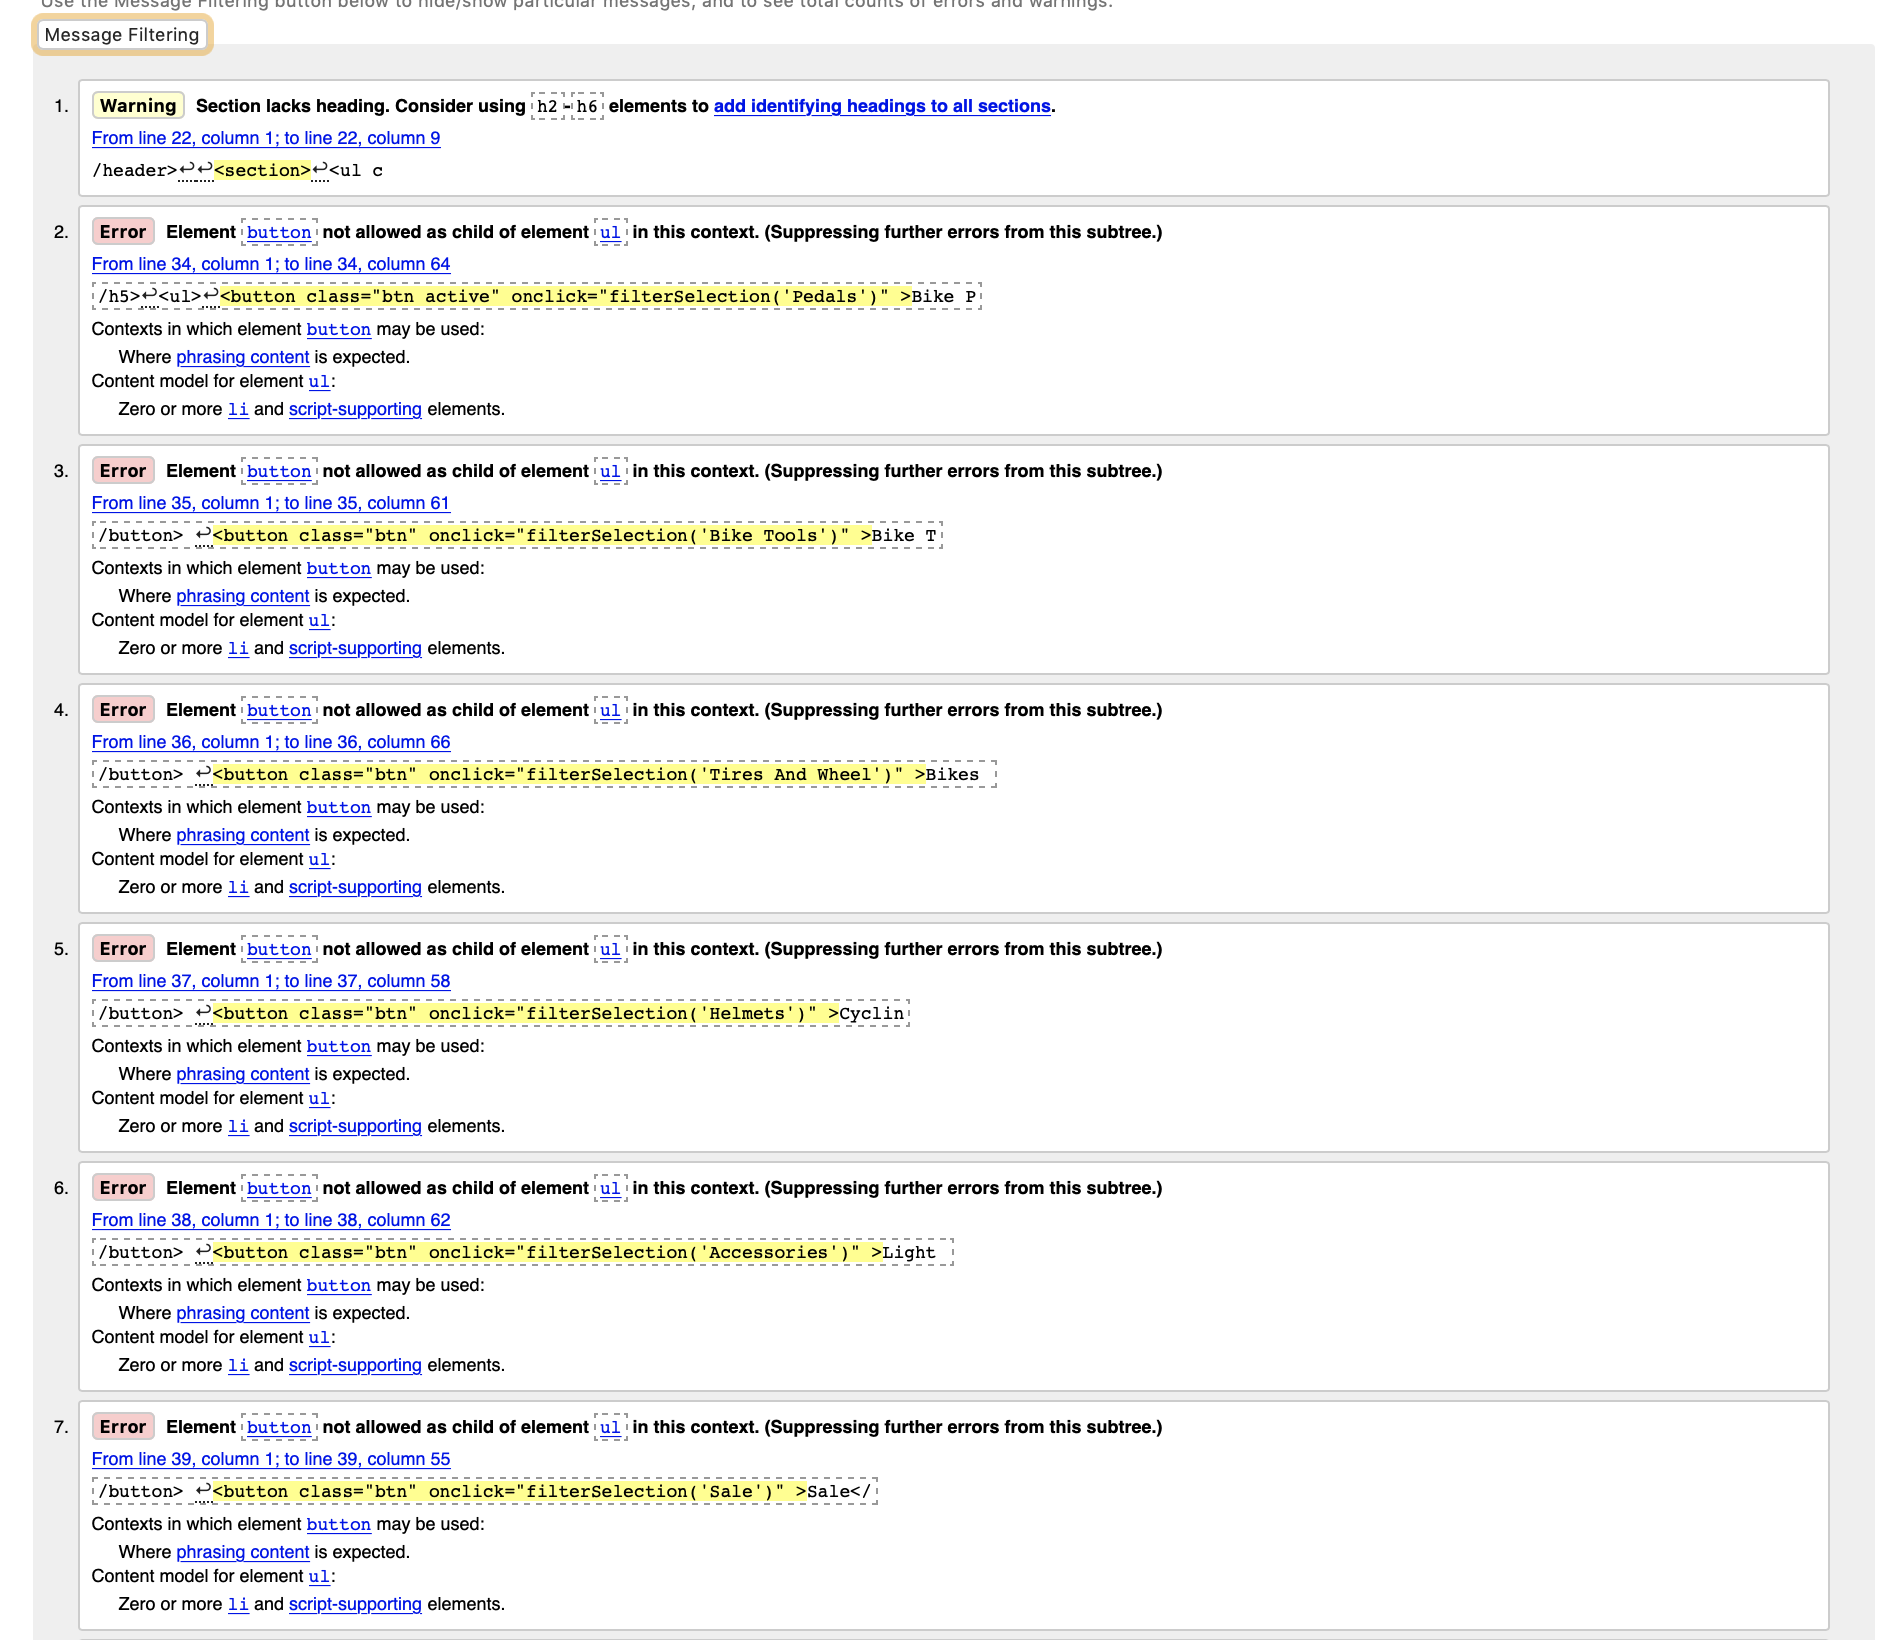 Use the Message Filtering button below to hide/show particular messages, and to see total counts of errors and warnings.
Message Filtering
1. Warning Section lacks heading. Consider using h2-h6 elements to add identifying headings to all sections.
From line 22, column 1; to line 22, column 9
/header>↩↩<section>↩<ul c
2. Error Element button not allowed as child of element ul in this context. (Suppressing further errors from this subtree.)
From line 34, column 1; to line 34, column 64
/h5>↩<ul>↩<button class="btn active" onclick="filterSelection('Pedals')" >Bike P
Contexts in which element button may be used:
Where phrasing content is expected.
Content model for element ul:
Zero or more li and script-supporting elements.
3. Error Element button not allowed as child of element ul in this context. (Suppressing further errors from this subtree.)
From line 35, column 1; to line 35, column 61
/button> ↩<button class="btn" onclick="filterSelection('Bike Tools')" >Bike T
Contexts in which element button may be used:
Where phrasing content is expected.
Content model for element ul:
Zero or more li and script-supporting elements.
4. Error Element button not allowed as child of element ul in this context. (Suppressing further errors from this subtree.)
From line 36, column 1; to line 36, column 66
/button> ↩<button class="btn" onclick="filterSelection('Tires And Wheel')" >Bikes
Contexts in which element button may be used:
Where phrasing content is expected.
Content model for element ul:
Zero or more li and script-supporting elements.
5. Error Element button not allowed as child of element ul in this context. (Suppressing further errors from this subtree.)
From line 37, column 1; to line 37, column 58
/button> ↩<button class="btn" onclick="filterSelection('Helmets')" >Cyclin
Contexts in which element button may be used:
Where phrasing content is expected.
Content model for element ul:
Zero or more li and script-supporting elements.
6. Error Element button not allowed as child of element ul in this context. (Suppressing further errors from this subtree.)
From line 38, column 1; to line 38, column 62
/button> ↩<button class="btn" onclick="filterSelection('Accessories')" >Light
Contexts in which element button may be used:
Where phrasing content is expected.
Content model for element ul:
Zero or more li and script-supporting elements.
7. Error Element button not allowed as child of element ul in this context. (Suppressing further errors from this subtree.)
From line 39, column 1; to line 39, column 55
/button> ↩<button class="btn" onclick="filterSelection('Sale')" >Sale</
Contexts in which element button may be used:
Where phrasing content is expected.
Content model for element ul:
Zero or more li and script-supporting elements.